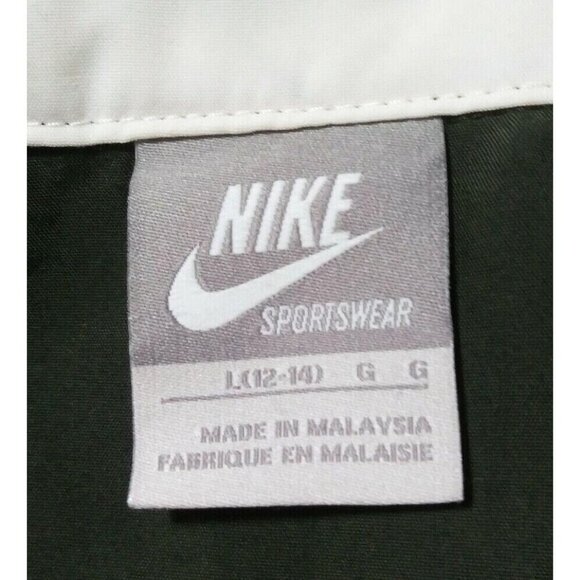 NIKE
SPORTSWEAR
L(12-14) G G
MADE IN MALAYSIA
FABRIQUE EN MALAISIE